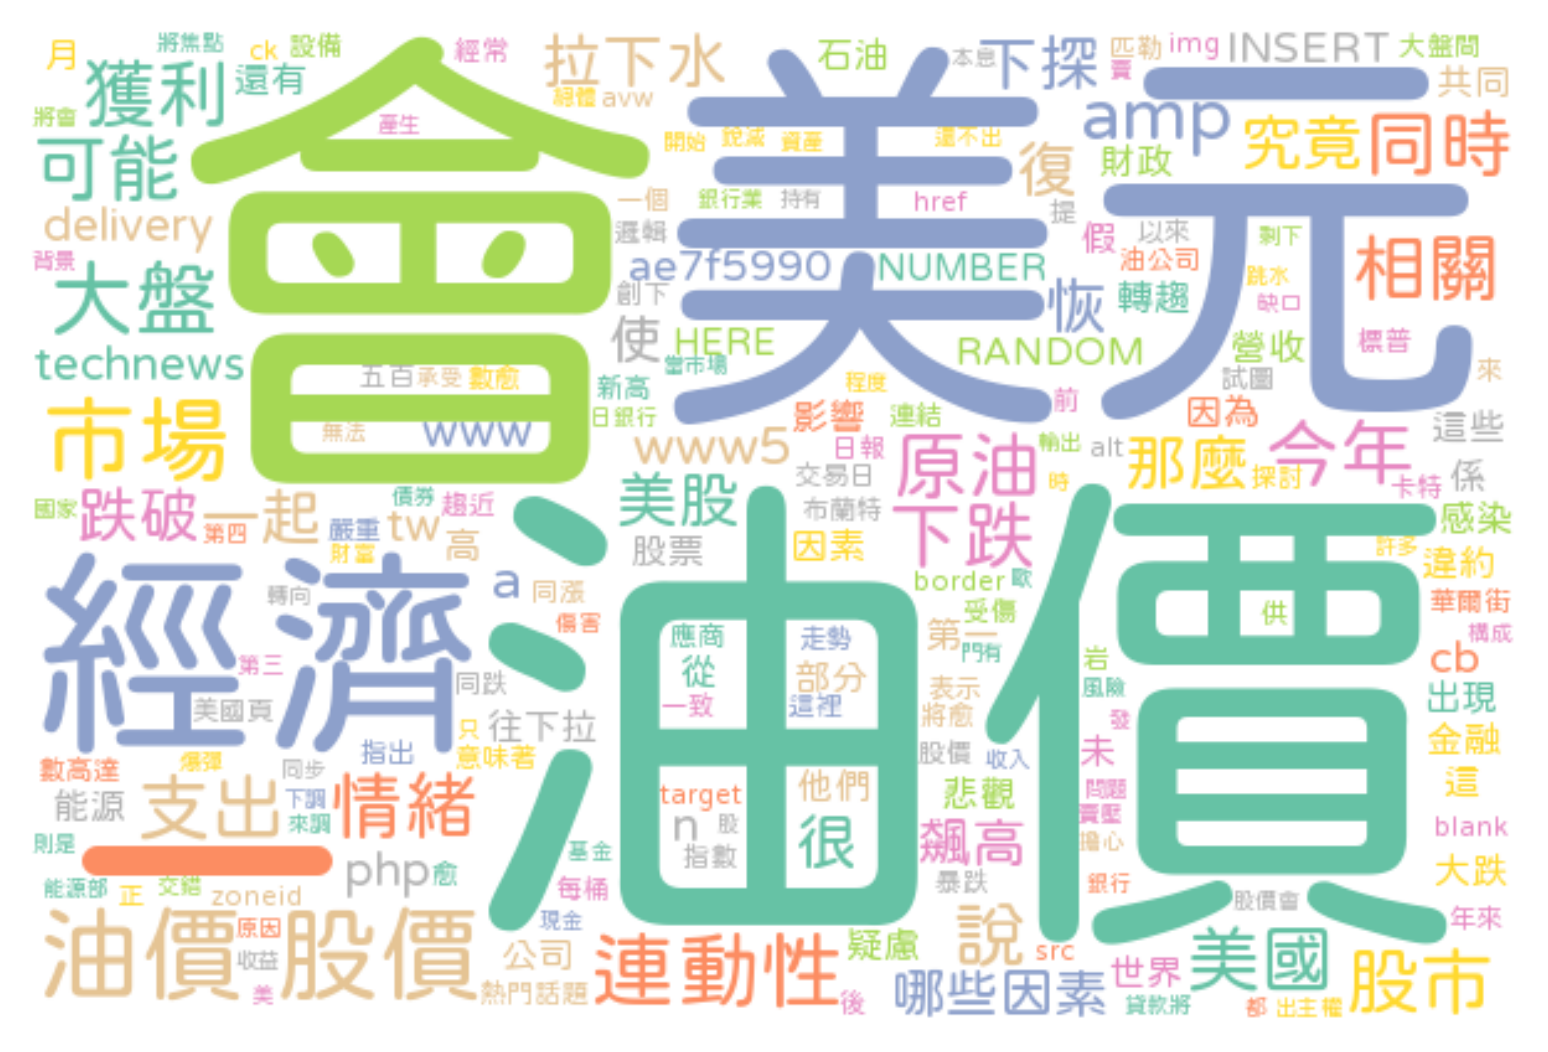 月
將焦點
ck
設備
經常
拉下水
石油
本息
下探
匹勒
img
INSERT
大盤間
獲利
還有
賣
共同
將會
總體
avw
產生
會
美元
開始
銳減
資產
還不出
amp
究竟
同時
可能
復
財政
一個
銀行業
持有
href
提
假
以來
剩下
delivery
邏輯
油公司
相關
背景
大盤
ae7f5990
NUMBER
恢
轉趨
跳水
缺口
創下
使
HERE
RANDOM
營收
標普
technews
當市場
試圖
來
五百
承受
數愈
新高
程度
前
因為
市場
無法
www
日銀行
影響
連結
這些
www5
日報
原油
輸出
alt
那麼
今年
交易日
時
探討
卡特
係
國家
跌破
第四
一起
債券
趨近
美股
布蘭特
下跌
感染
嚴重
tw
高
財富
股票
因素
許多
違約
經濟
轉向
a
同漲
油價
border
歐
受傷
供
華爾街
傷害
應商
走勢
第一
門有
構成
第三
從
部分
岩
cb
美國頁
同跌
一致
這裡
表示
風險
出現
只
往下拉
將愈
發
數高達
爆彈
同步
指出
意味著
股價
收入
未
金融
能源
支出
下調
來調
情緒
target
他們
悲觀
問題
賣壓
這
則是
一
n
股
指數
很
飆高
擔心
blank
能源部
正
交錯
zoneid
php
愈
基金
每桶
暴跌
銀行
大跌
油價
原因
收益
美
股價
現金
股價會
年來
公司
熱門話題
連動性
疑慮
後
說
哪些因素
src
世界
貸款將
美國
都
出主權
股市